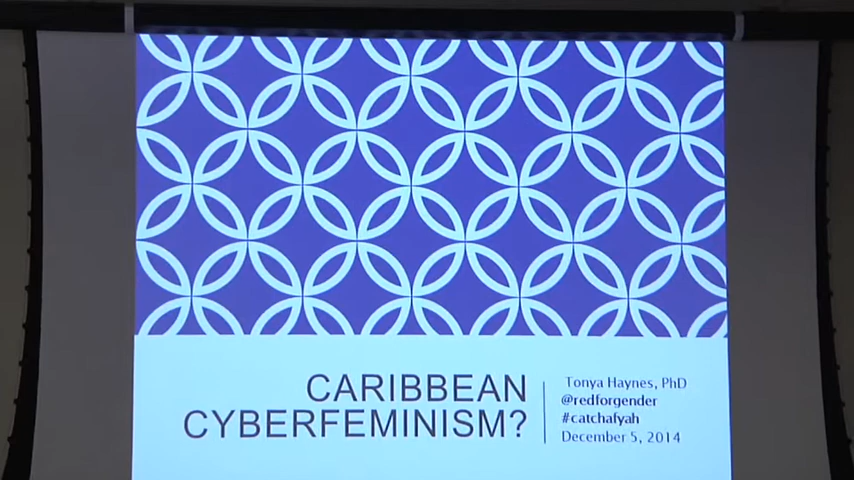 CARIBBEAN
CYBERFEMINISM?
Tonya Haynes, PhD
@redforgender
#catchafyah
December 5, 2014